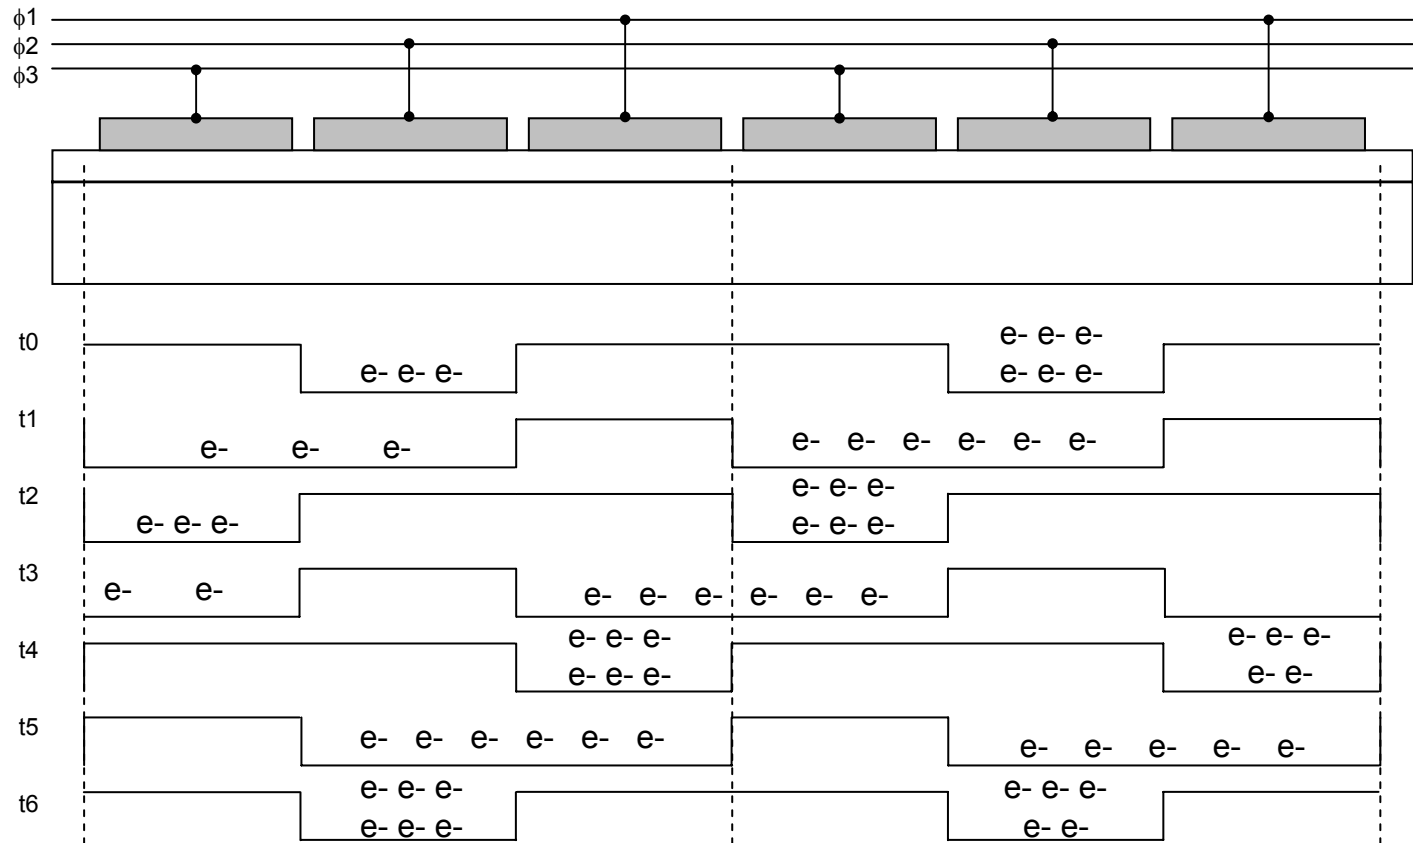 ϕ1
ϕ2
ϕ3
t0
e- e- e-
e- e- e-
e- e- e-
t1
e- e- e-
e- e- e- e- e- e-
t2
e- e- e-
e- e- e-
e- e- e-
t3
e- e-
e- e- e- e- e- e-
t4
e- e- e-
e- e- e-
e- e- e-
e- e-
t5
e- e- e- e- e- e-
e- e- e- e- e-
t6
e- e- e-
e- e- e-
e- e- e-
e- e-